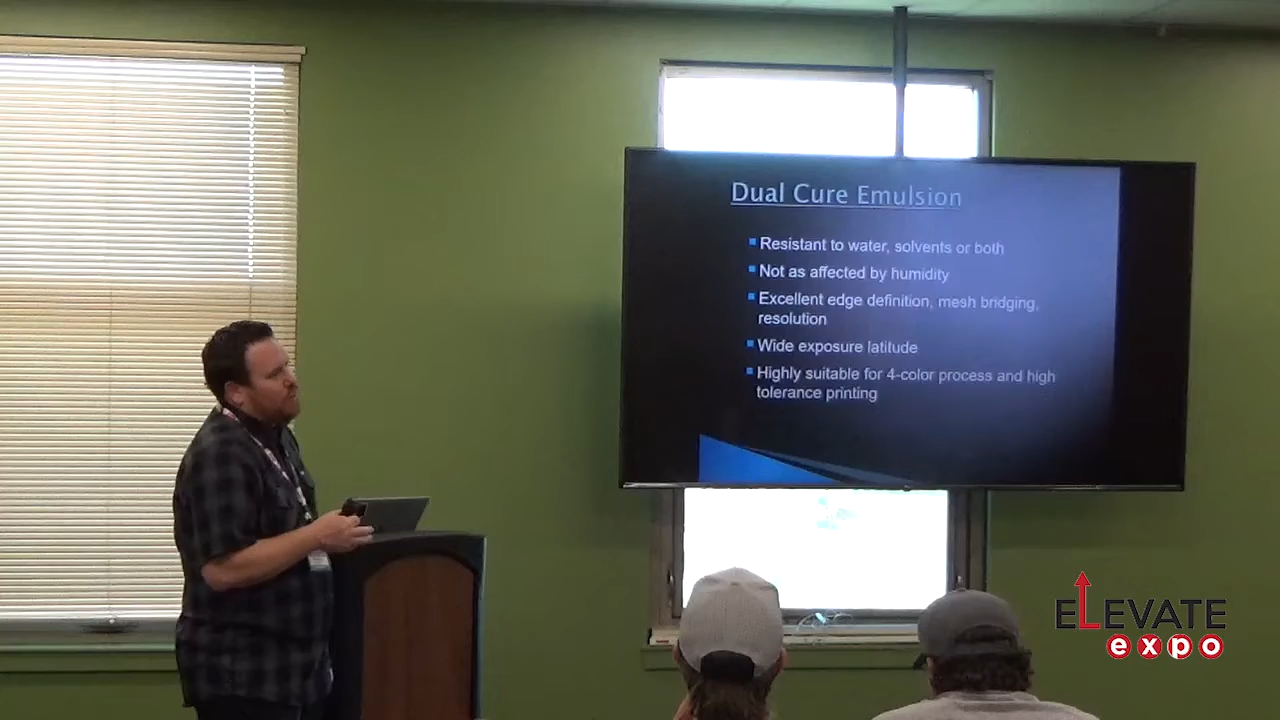 Dual Cure Emulsion
Resistant to water, solvents or both
Not as affected by humidity
Excellent edge definition, mesh bridging,
resolution
Wide exposure latitude
Highly suitable for 4-color process and high
tolerance printing
ELEVATE
expo